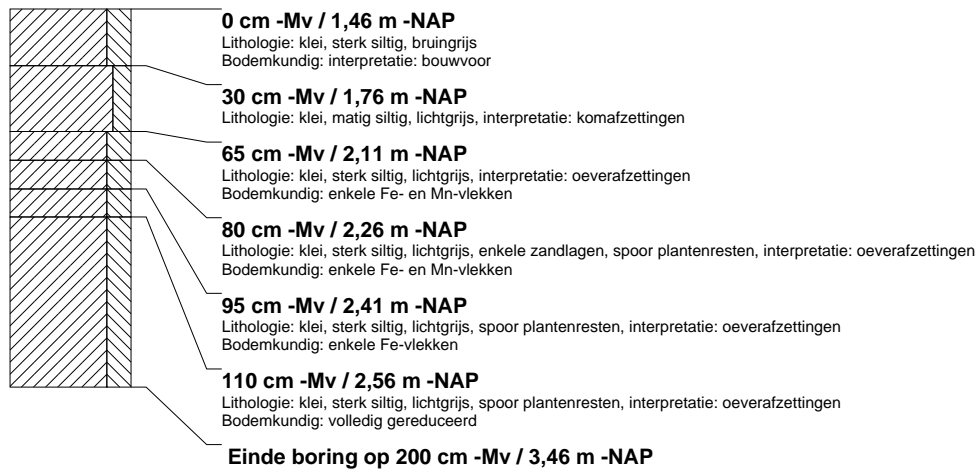 0 cm -Mv / 1,46 m -NAP
Lithologie: klei, sterk siltig, bruingrijs
Bodemkundig: interpretatie: bouwvoor
30 cm -Mv / 1,76 m -NAP
Lithologie: klei, matig siltig, lichtgrijs, interpretatie: komafzettingen
65 cm -Mv / 2,11 m -NAP
Lithologie: klei, sterk siltig, lichtgrijs, interpretatie: oeverafzettingen
Bodemkundig: enkele Fe- en Mn-vlekken
80 cm -Mv / 2,26 m -NAP
Lithologie: klei, sterk siltig, lichtgrijs, enkele zandlagen, spoor plantenresten, interpretatie: oeverafzettingen
Bodemkundig: enkele Fe- en Mn-vlekken
95 cm -Mv / 2,41 m -NAP
Lithologie: klei, sterk siltig, lichtgrijs, spoor plantenresten, interpretatie: oeverafzettingen
Bodemkundig: enkele Fe-vlekken
110 cm -Mv / 2,56 m -NAP
Lithologie: klei, sterk siltig, lichtgrijs, spoor plantenresten, interpretatie: oeverafzettingen
Bodemkundig: volledig gereduceerd
Einde boring op 200 cm -Mv / 3,46 m -NAP